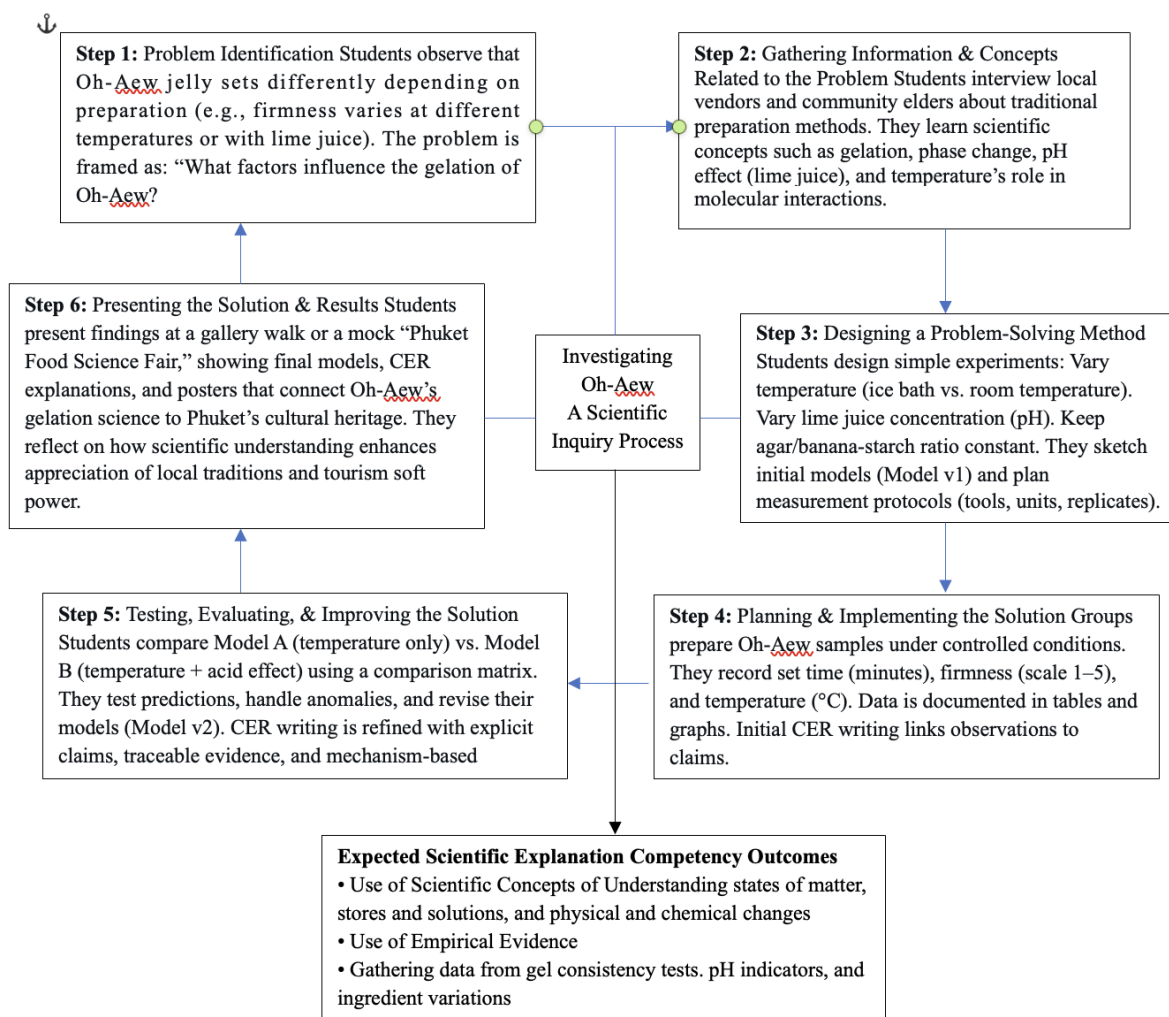 Step 1: Problem Identification Students observe that
Oh-Aew jelly sets differently depending on
preparation (e.g., firmness varies at different
temperatures or with lime juice). The problem is
framed as: “What factors influence the gelation of
Oh-Aew?
Step 2: Gathering Information & Concepts
Related to the Problem Students interview local
vendors and community elders about traditional
preparation methods. They learn scientific
concepts such as gelation, phase change, pH
effect (lime juice), and temperature’s role in
molecular interactions.
Step 3: Designing a Problem-Solving Method
Students design simple experiments: Vary
temperature (ice bath vs. room temperature).
Vary lime juice concentration (pH). Keep
agar/banana-starch ratio constant. They sketch
initial models (Model v1) and plan
measurement protocols (tools, units, replicates).
Step 4: Planning & Implementing the Solution Groups
prepare Oh-Aew samples under controlled conditions.
They record set time (minutes), firmness (scale 1–5),
and temperature (°C). Data is documented in tables and
graphs. Initial CER writing links observations to
claims.
Step 5: Testing, Evaluating, & Improving the Solution
Students compare Model A (temperature only) vs. Model
B (temperature + acid effect) using a comparison matrix.
They test predictions, handle anomalies, and revise their
models (Model v2). CER writing is refined with explicit
claims, traceable evidence, and mechanism-based
Step 6: Presenting the Solution & Results Students
present findings at a gallery walk or a mock “Phuket
Food Science Fair,” showing final models, CER
explanations, and posters that connect Oh-Aew’s
gelation science to Phuket’s cultural heritage. They
reflect on how scientific understanding enhances
appreciation of local traditions and tourism soft
power.
Investigating
Oh-Aew
A Scientific
Inquiry Process
Expected Scientific Explanation Competency Outcomes
• Use of Scientific Concepts of Understanding states of matter,
stores and solutions, and physical and chemical changes
• Use of Empirical Evidence
• Gathering data from gel consistency tests. pH indicators, and
ingredient variations